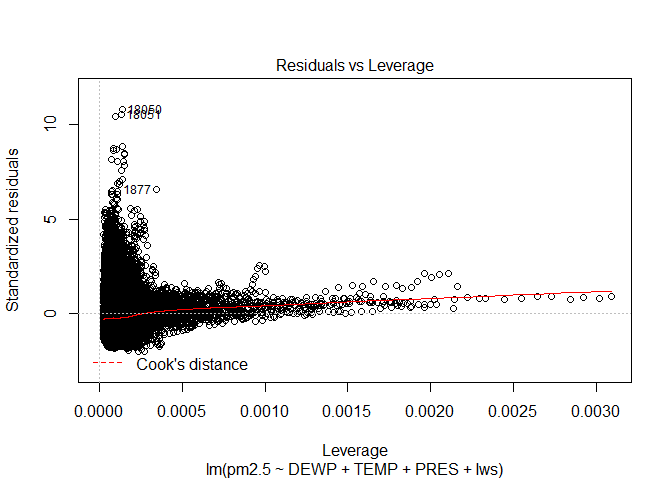 Residuals vs Leverage
Standardized residuals
10
5
0
18050
18051
1877
Cook's distance
0.0000 0.0005 0.0010 0.0015 0.0020 0.0025 0.0030
Leverage
lm(pm2.5 ~ DEWP + TEMP + PRES + Iws)